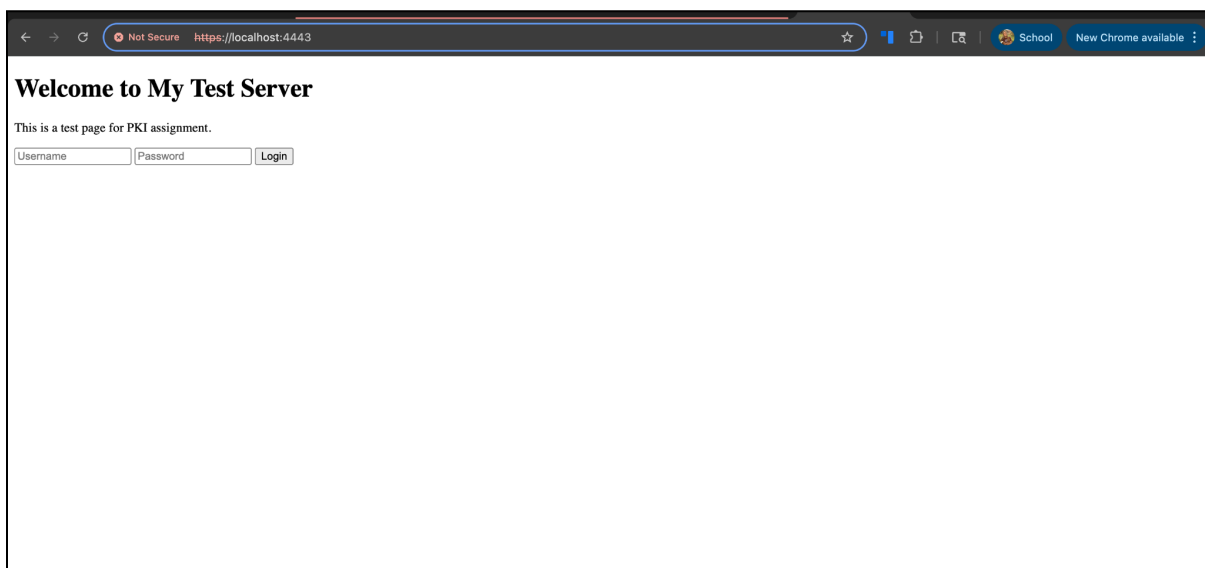 Not Secure https://localhost:4443 School New Chrome available
Welcome to My Test Server
This is a test page for PKI assignment.
Username Password Login